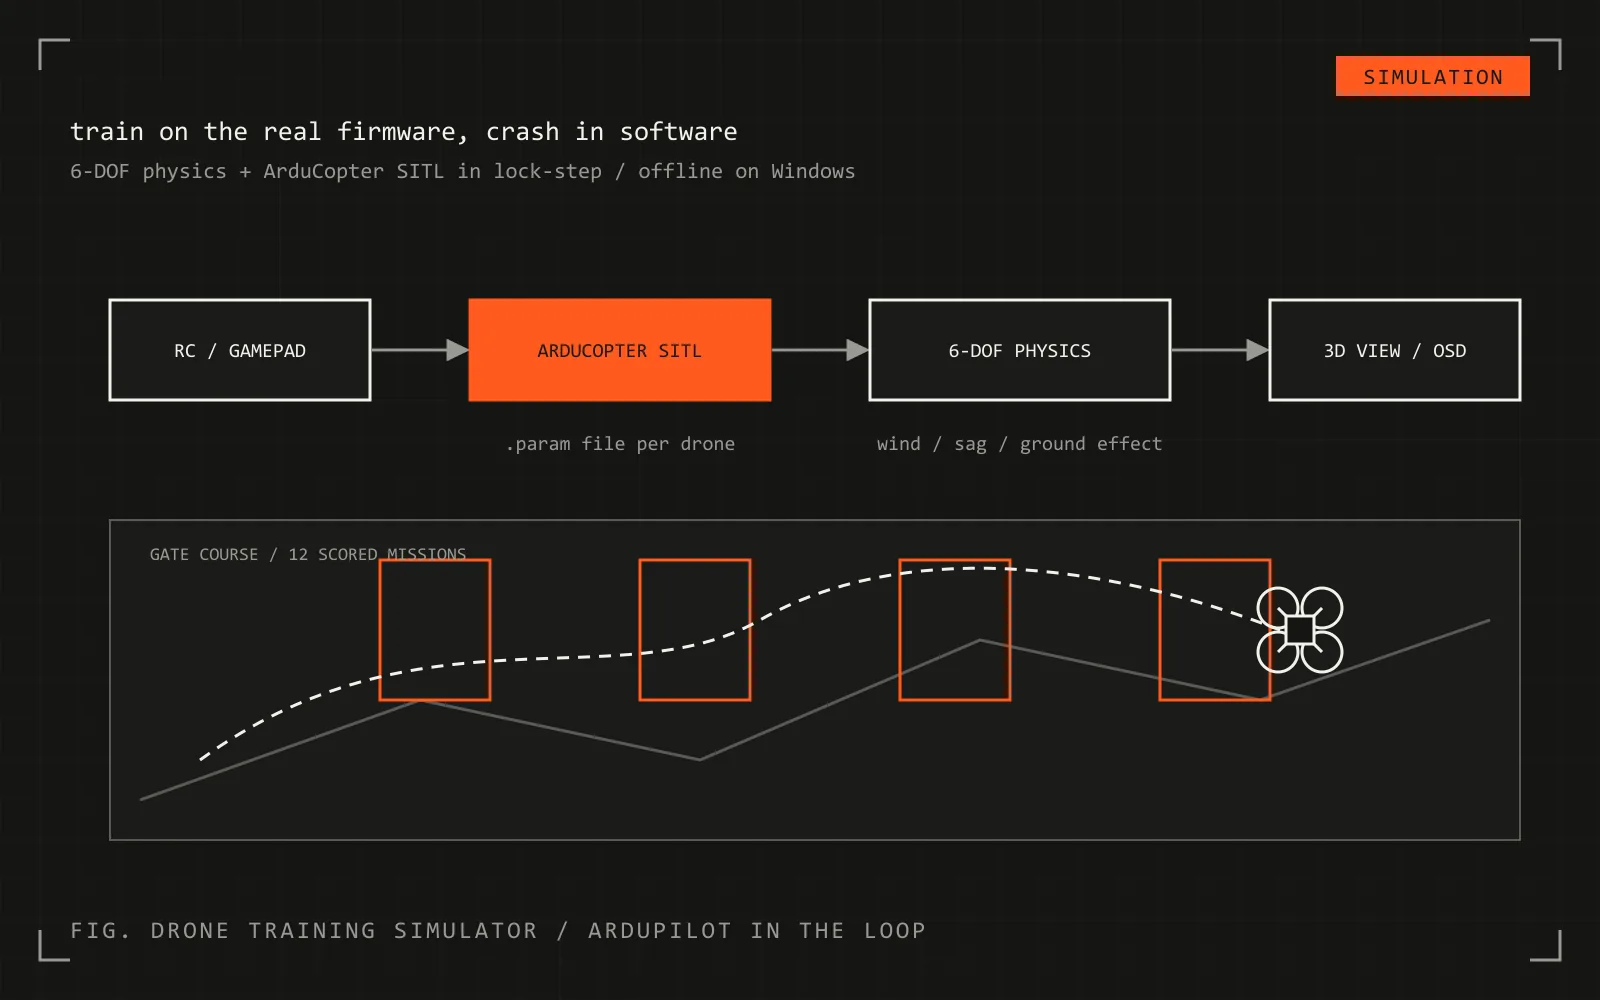 SIMULATION
train on the real firmware, crash in software
6-DOF physics + ArduCopter SITL in lock-step / offline on Windows
RC / GAMEPAD
ARDUCOPTER SITL
6-DOF PHYSICS
3D VIEW / OSD
.param file per drone
wind / sag / ground effect
GATE COURSE / 12 SCORED MISSIONS
FIG. DRONE TRAINING SIMULATOR / ARDUPILOT IN THE LOOP